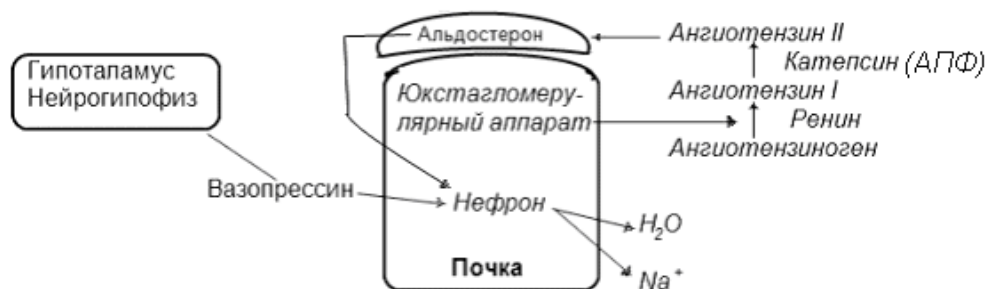 Альдостерон
Ангиотензин II
Катепсин (АПФ)
Гипоталамус
Нейрогипофиз
Юкстагломеру-
лярный аппарат
Ангиотензин I
Ренин
Ангиотензиноген
Вазопрессин
Нефрон
H₂O
Почка
Na⁺